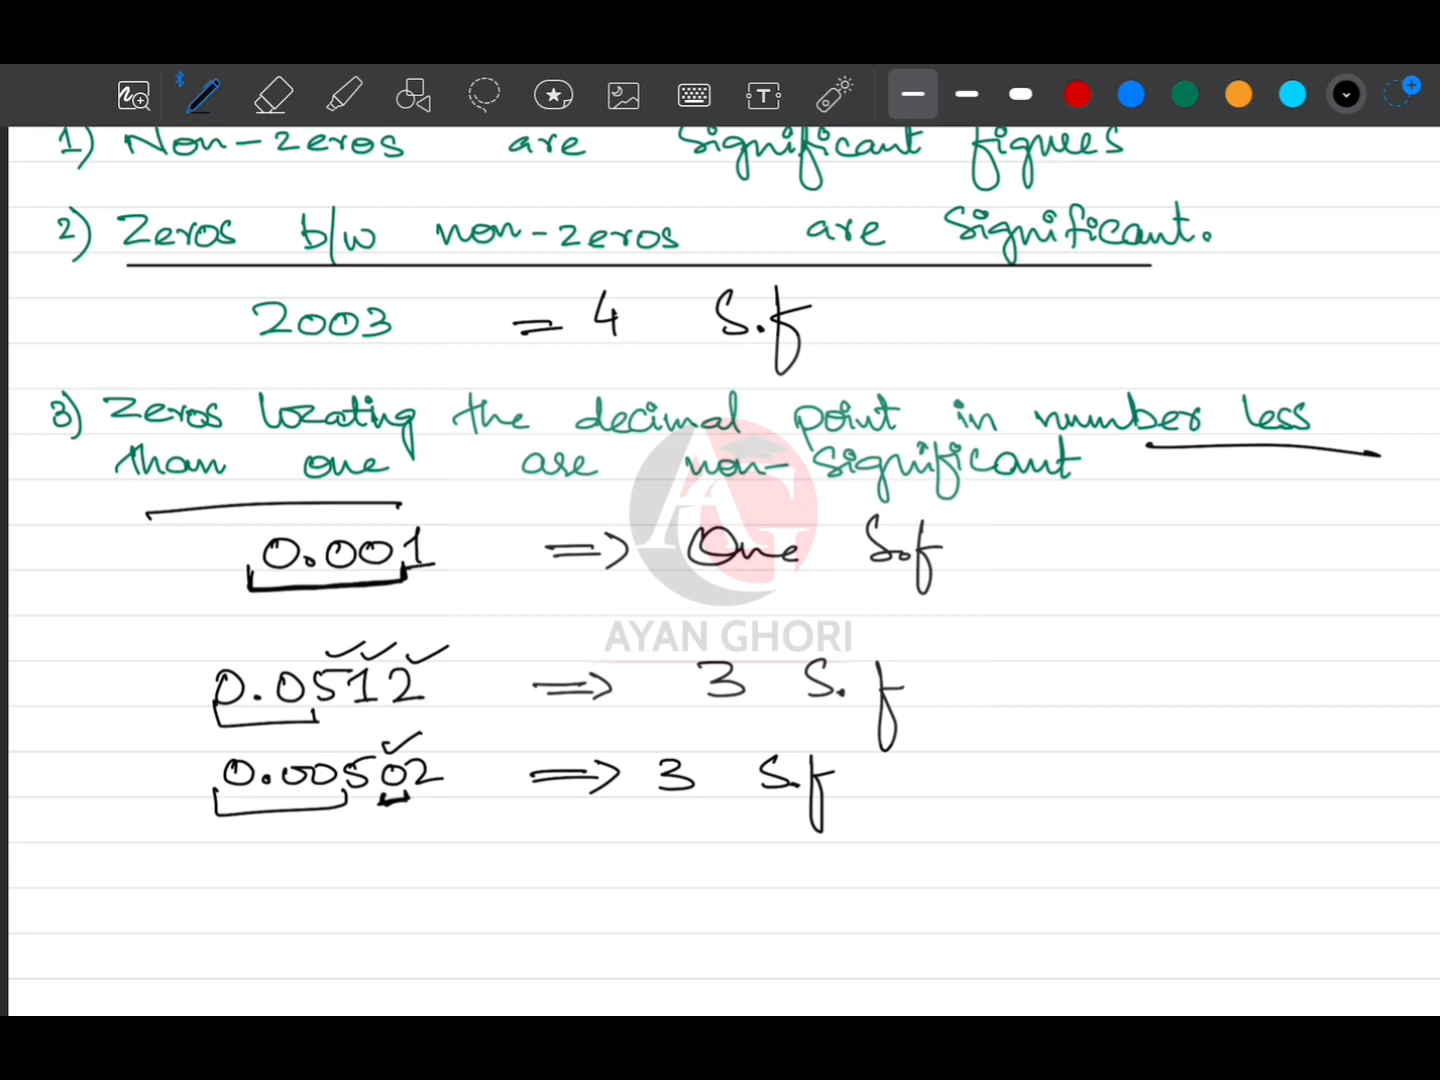 1) Non-zeros are significant figures
2) Zeros b/w non-zeros are significant.
2003 = 4 S.f
3) Zeros locating the decimal point in number less
than one are non-significant
0.001 => One S.f
AYAN GHORI
0.0512 => 3 S.f
0.00502 => 3 S.f